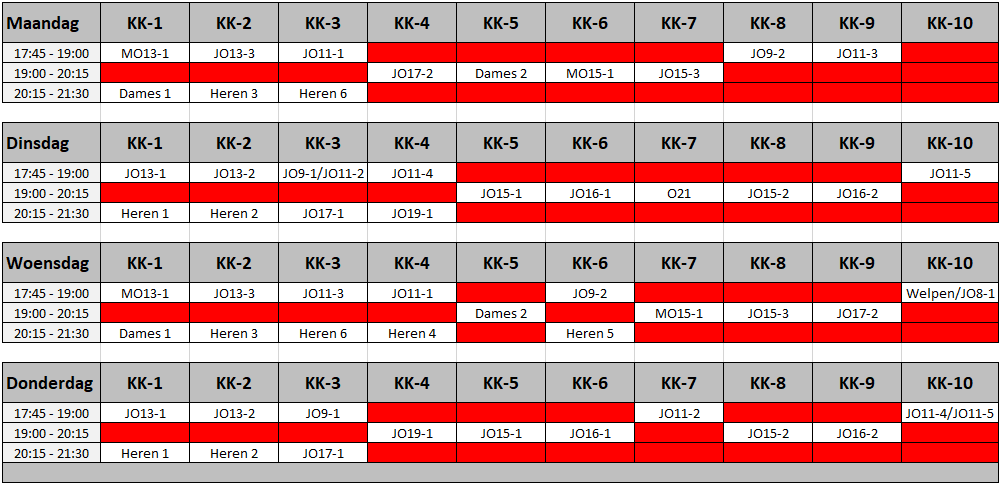 Maandag KK-1 KK-2 KK-3 KK-4 KK-5 KK-6 KK-7 KK-8 KK-9 KK-10
17:45 - 19:00 MO13-1 JO13-3 JO11-1 JO9-2 JO11-3
19:00 - 20:15 JO17-2 Dames 2 MO15-1 JO15-3
20:15 - 21:30 Dames 1 Heren 3 Heren 6
Dinsdag KK-1 KK-2 KK-3 KK-4 KK-5 KK-6 KK-7 KK-8 KK-9 KK-10
17:45 - 19:00 JO13-1 JO13-2 JO9-1/JO11-2 JO11-4 JO11-5
19:00 - 20:15 JO15-1 JO16-1 O21 JO15-2 JO16-2
20:15 - 21:30 Heren 1 Heren 2 JO17-1 JO19-1
Woensdag KK-1 KK-2 KK-3 KK-4 KK-5 KK-6 KK-7 KK-8 KK-9 KK-10
17:45 - 19:00 MO13-1 JO13-3 JO11-3 JO11-1 JO9-2 Welpen/JO8-1
19:00 - 20:15 Dames 2 MO15-1 JO15-3 JO17-2
20:15 - 21:30 Dames 1 Heren 3 Heren 6 Heren 4 Heren 5
Donderdag KK-1 KK-2 KK-3 KK-4 KK-5 KK-6 KK-7 KK-8 KK-9 KK-10
17:45 - 19:00 JO13-1 JO13-2 JO9-1 JO11-2 JO11-4/JO11-5
19:00 - 20:15 JO19-1 JO15-1 JO16-1 JO15-2 JO16-2
20:15 - 21:30 Heren 1 Heren 2 JO17-1